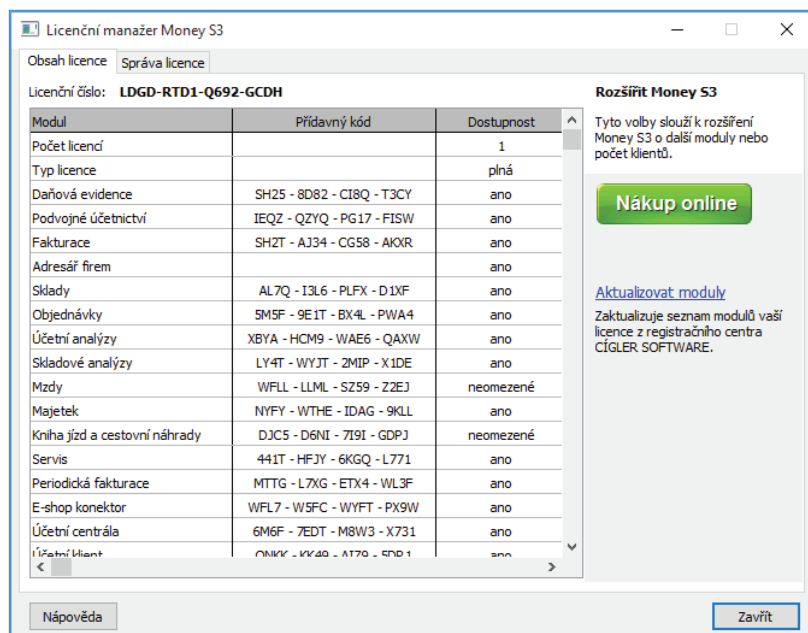 Licenční manažer Money S3
Obsah licence Správa licence
Licenční číslo: LDGD-RTD1-Q692-GCDH
Modul Přídavný kód Dostupnost
Počet licencí 1
Typ licence plná
Daňová evidence SH25 - 8D82 - CI8Q - T3CY ano
Podvojné účetnictví IEQZ - QZYQ - PG17 - FISW ano
Fakturace SH2T - AJ34 - CG58 - AKXR ano
Adresář firem ano
Sklady AL7Q - I3L6 - PLFX - D1XF ano
Objednávky 5M5F - 9E1T - BX4L - PWA4 ano
Účetní analýzy XBYA - HCM9 - WAE6 - QAXW ano
Skladové analýzy LY4T - WYJT - 2MIP - X1DE ano
Mzdy WFLL - LLML - SZ59 - Z2EJ neomezené
Majetek NYFY - WTHE - IDAG - 9KLL ano
Kniha jízd a cestovní náhrady DJC5 - D6NI - 7I9I - GDPJ neomezené
Servis 441T - HFJY - 6KGQ - L771 ano
Periodická fakturace MTTG - L7XG - ETX4 - WL3F ano
E-shop konektor WFL7 - W5FC - WYFT - PX9W ano
Účetní centrála 6M6F - 7EDT - M8W3 - X731 ano
Účetní klient ano
Rozšířit Money S3
Tyto volby slouží k rozšíření
Money S3 o další moduly nebo
počet klientů.
Nákup online
Aktualizovat moduly
Zaktualizuje seznam modulů vaší
licence z registračního centra
CÍGLER SOFTWARE.
Nápověda Zavřít